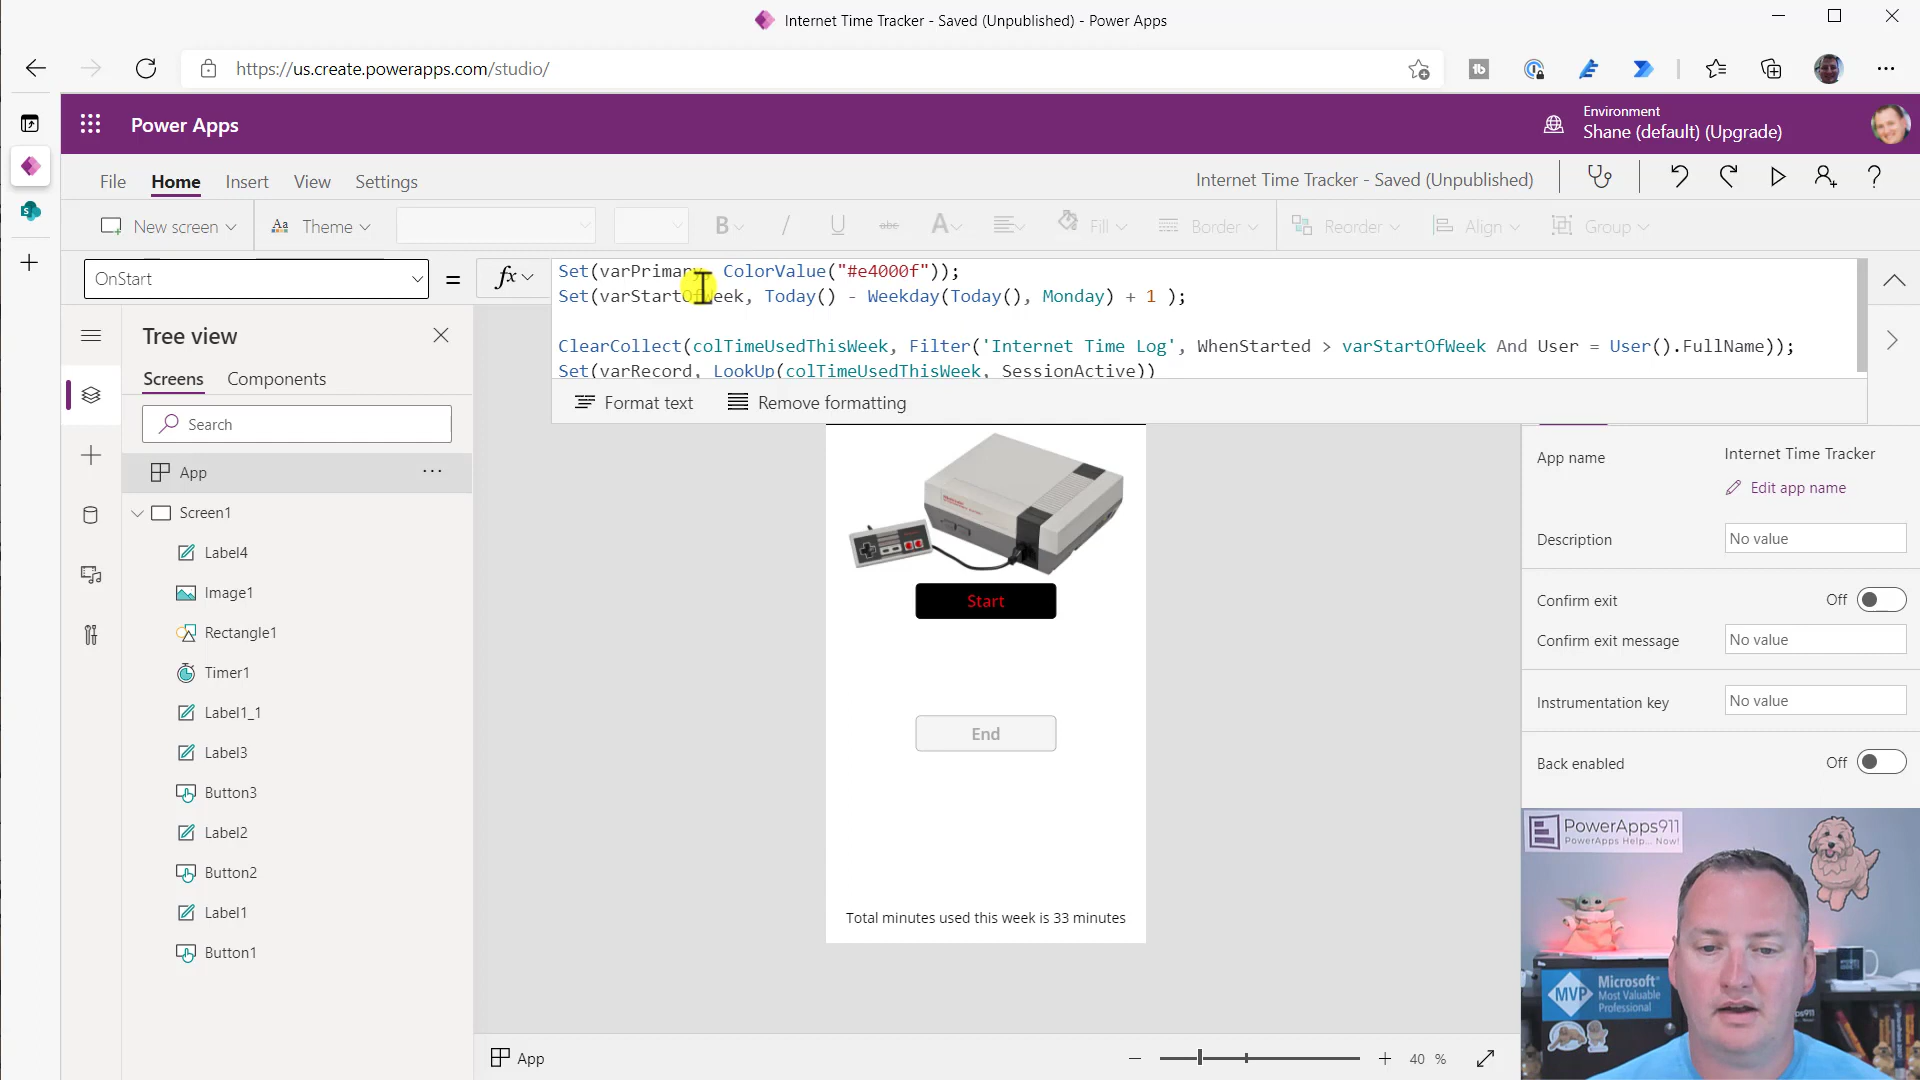 Internet Time Tracker - Saved (Unpublished) - Power Apps
https://us.create.powerapps.com/studio/
Power Apps
Environment
Shane (default) (Upgrade)
File Home Insert View Settings
Internet Time Tracker - Saved (Unpublished)
New screen Theme B I U abc A Fill Border Reorder Align Group
OnStart = fx
Set(varPrimary, ColorValue("#e4000f"));
Set(varStartOfWeek, Today() - Weekday(Today(), Monday) + 1 );
ClearCollect(colTimeUsedThisWeek, Filter('Internet Time Log', WhenStarted > varStartOfWeek And User = User().FullName));
Set(varRecord, LookUp(colTimeUsedThisWeek, SessionActive))
Format text Remove formatting
Tree view
Screens Components
Search
App
Screen1
Label4
Image1
Rectangle1
Timer1
Label1_1
Label3
Button3
Label2
Button2
Label1
Button1
Start
End
Total minutes used this week is 33 minutes
App name Internet Time Tracker
Edit app name
Description No value
Confirm exit Off
Confirm exit message No value
Instrumentation key No value
Back enabled Off
PowerApps911
PowerApps Help... Now!
MVP Microsoft
Most Valuable
Professional
App
40 %